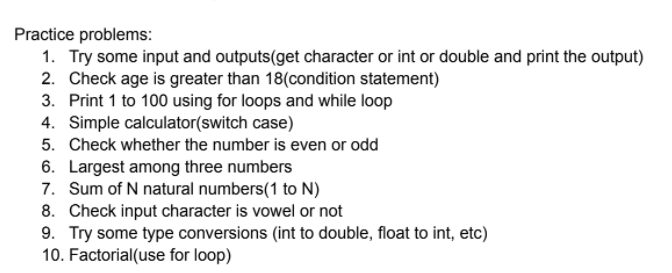 Practice problems:
1. Try some input and outputs(get character or int or double and print the output)
2. Check age is greater than 18(condition statement)
3. Print 1 to 100 using for loops and while loop
4. Simple calculator(switch case)
5. Check whether the number is even or odd
6. Largest among three numbers
7. Sum of N natural numbers(1 to N)
8. Check input character is vowel or not
9. Try some type conversions (int to double, float to int, etc)
10. Factorial(use for loop)